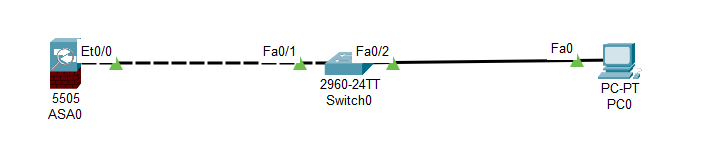 Et0/0
Fa0/1
Fa0/2
Fa0
5505
ASA0
2960-24TT
Switch0
PC-PT
PC0